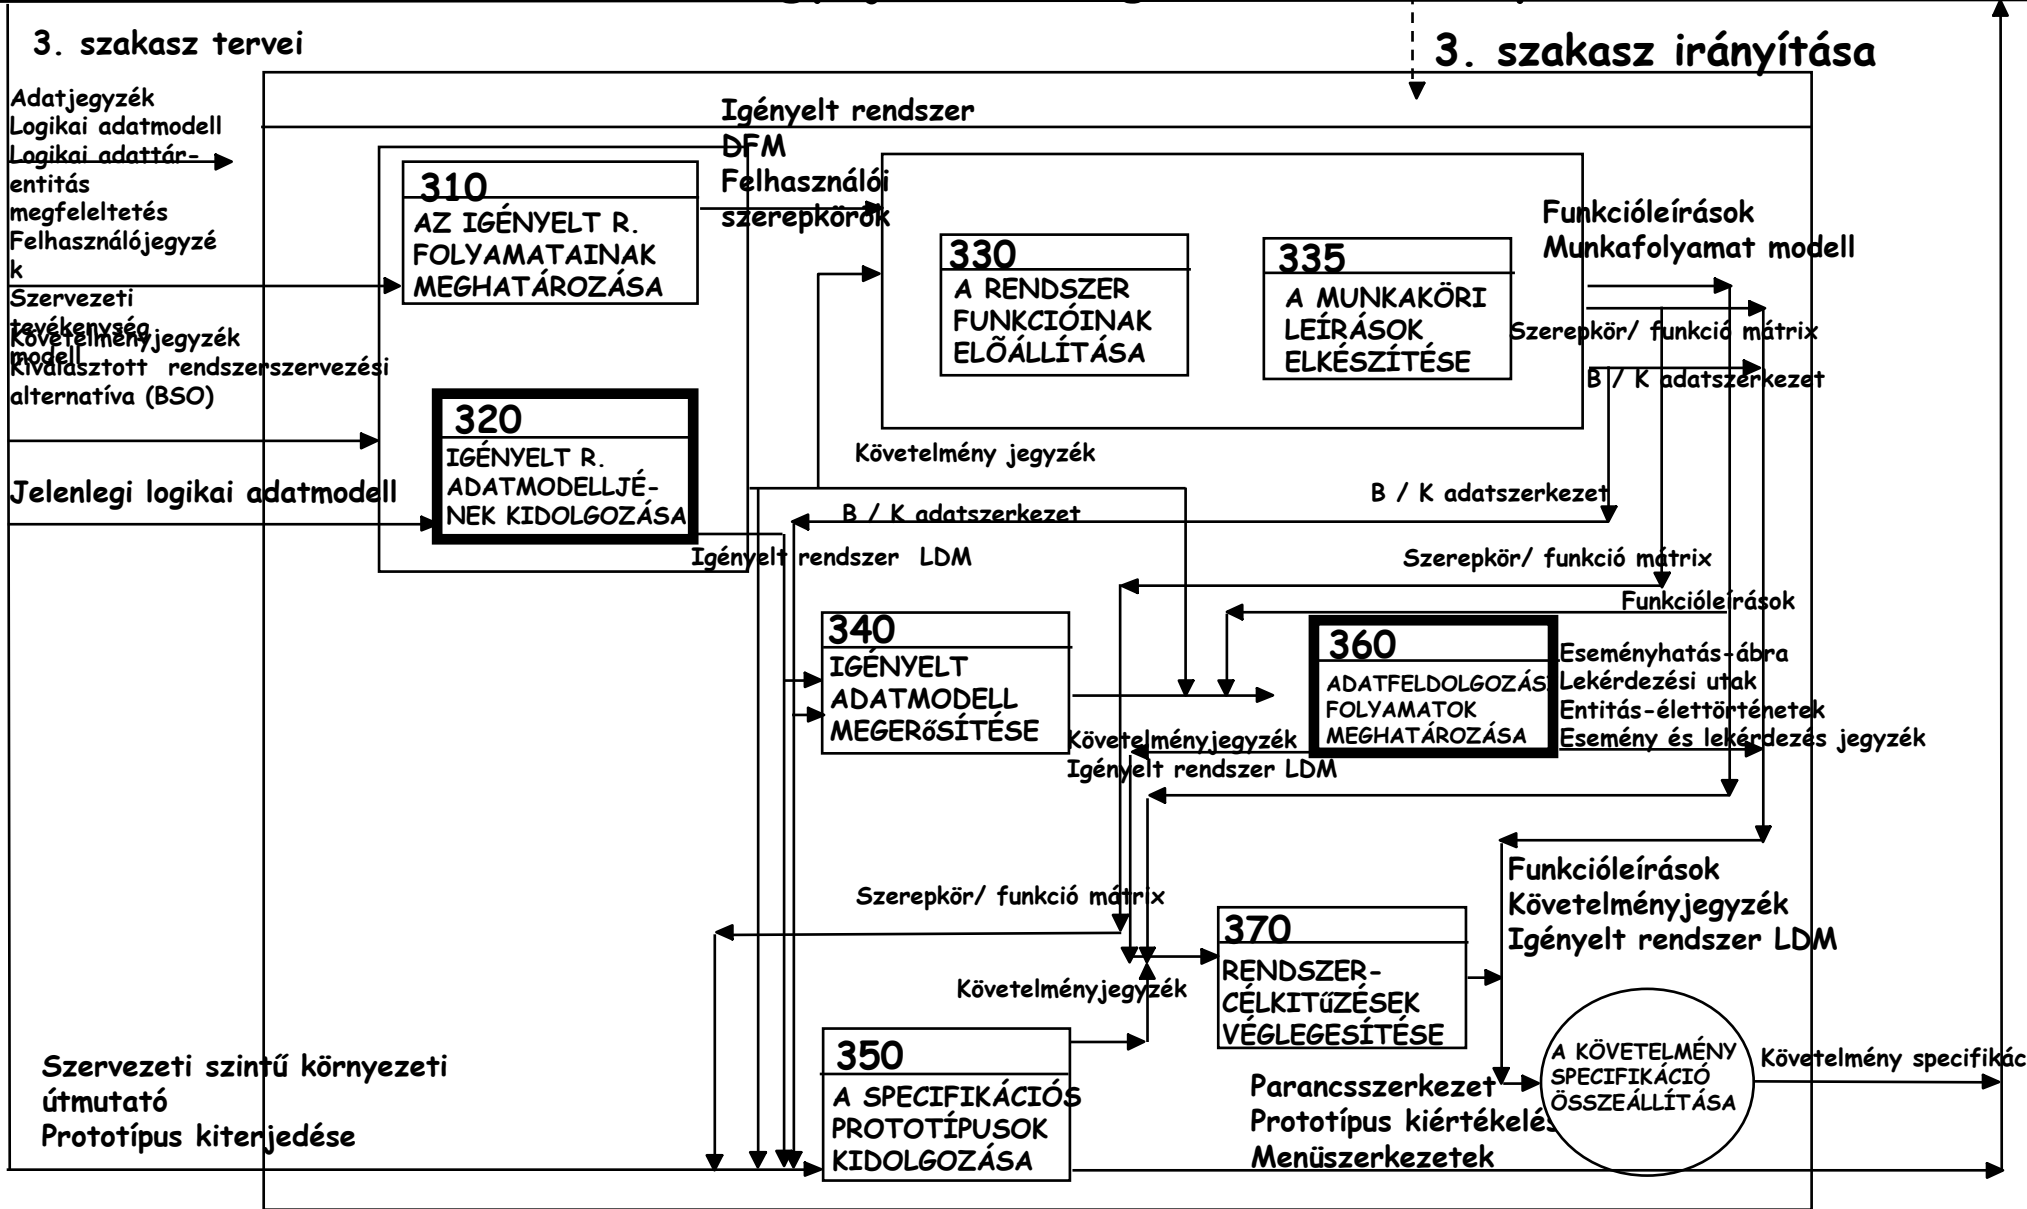 3. szakasz tervei
3. szakasz irányítása
Adatjegyzék
Logikai adatmodell
Logikai adattár-
entitás
megfeleltetés
Felhasználójegyzé
k
Szervezeti
tevékenység
modell
Követelményjegyzék
Kiválasztott rendszerszervezési
alternatíva (BSO)
Jelenlegi logikai adatmodell
310
AZ IGÉNYELT R.
FOLYAMATAINAK
MEGHATÁROZÁSA
320
IGÉNYELT R.
ADATMODELLJÉ-
NEK KIDOLGOZÁSA
Igényelt rendszer
DFM
Felhasználói
szerepkörök
330
A RENDSZER
FUNKCIÓINAK
ELÕÁLLÍTÁSA
335
A MUNKAKÖRI
LEÍRÁSOK
ELKÉSZÍTÉSE
Funkcióleírások
Munkafolyamat modell
Szerepkör/ funkció mátrix
B / K adatszerkezet
Követelmény jegyzék
B / K adatszerkezet
B / K adatszerkezet
Igényelt rendszer LDM
Szerepkör/ funkció mátrix
Funkcióleírások
340
IGÉNYELT
ADATMODELL
MEGERőSÍTÉSE
360
ADATFELDOLGOZÁSI
FOLYAMATOK
MEGHATÁROZÁSA
Eseményhatás-ábra
Lekérdezési utak
Entitás-élettörténetek
Esemény és lekérdezés jegyzék
Követelményjegyzék
Igényelt rendszer LDM
Szerepkör/ funkció mátrix
370
RENDSZER-
CÉLKITűZÉSEK
VÉGLEGESÍTÉSE
Funkcióleírások
Követelményjegyzék
Igényelt rendszer LDM
Követelményjegyzék
350
A SPECIFIKÁCIÓS
PROTOTÍPUSOK
KIDOLGOZÁSA
Szervezeti szintű környezeti
útmutató
Prototípus kiterjedése
Parancsszerkezet
Prototípus kiértékelés
Menüszerkezetek
A KÖVETELMÉNY
SPECIFIKÁCIÓ
ÖSSZEÁLLÍTÁSA
Követelmény specifikác